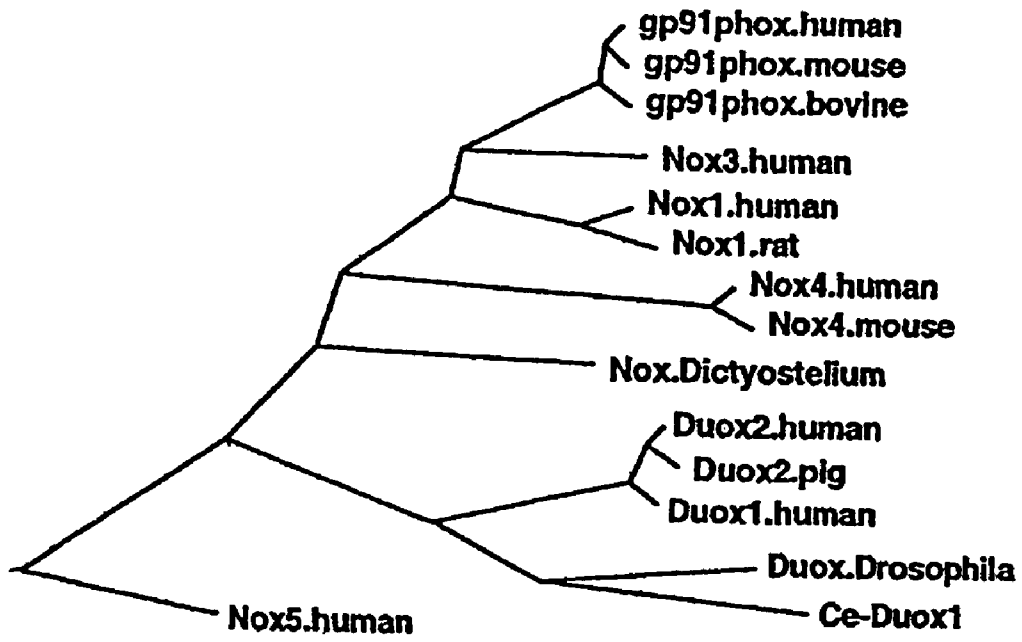 gp91phox.human
gp91phox.mouse
gp91phox.bovine
Nox3.human
Nox1.human
Nox1.rat
Nox4.human
Nox4.mouse
Nox.Dictyostelium
Duox2.human
Duox2.pig
Duox1.human
Duox.Drosophila
Ce-Duox1
Nox5.human